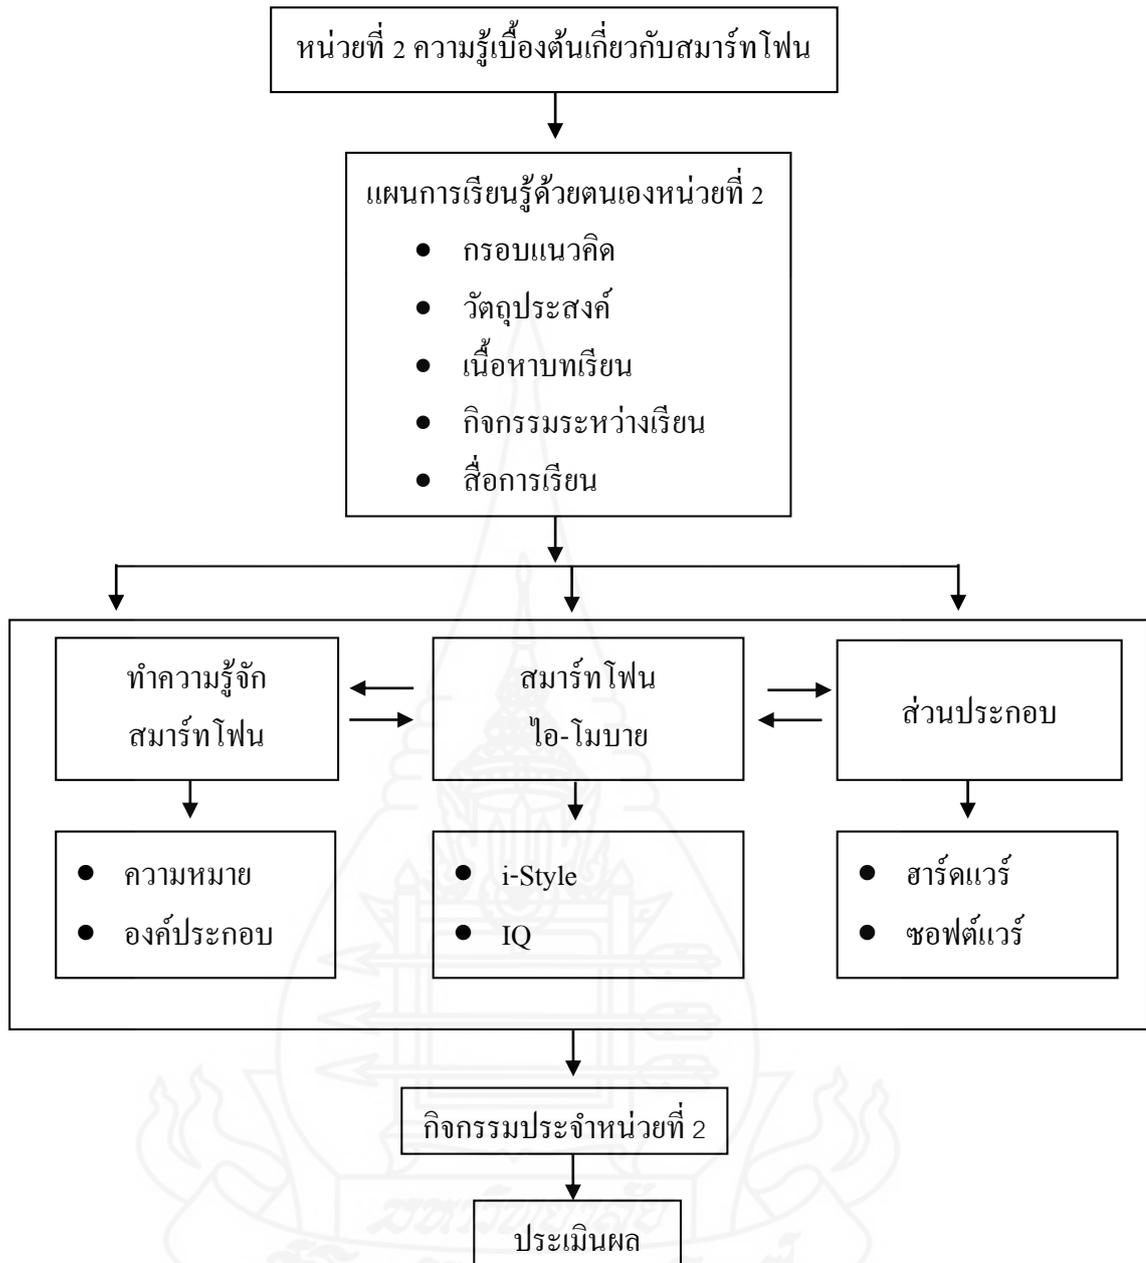 หน่วยที่ 2 ความรู้เบื้องต้นเกี่ยวกับสมาร์ทโฟน
แผนการเรียนรู้ด้วยตนเองหน่วยที่ 2
● กรอบแนวคิด
● วัตถุประสงค์
● เนื้อหาบทเรียน
● กิจกรรมระหว่างเรียน
● สื่อการเรียน
ทำความรู้จัก
สมาร์ทโฟน
สมาร์ทโฟน
ไอ-โมบาย
ส่วนประกอบ
● ความหมาย
● องค์ประกอบ
● i-Style
● IQ
● ฮาร์ดแวร์
● ซอฟต์แวร์
กิจกรรมประจำหน่วยที่ 2
ประเมินผล